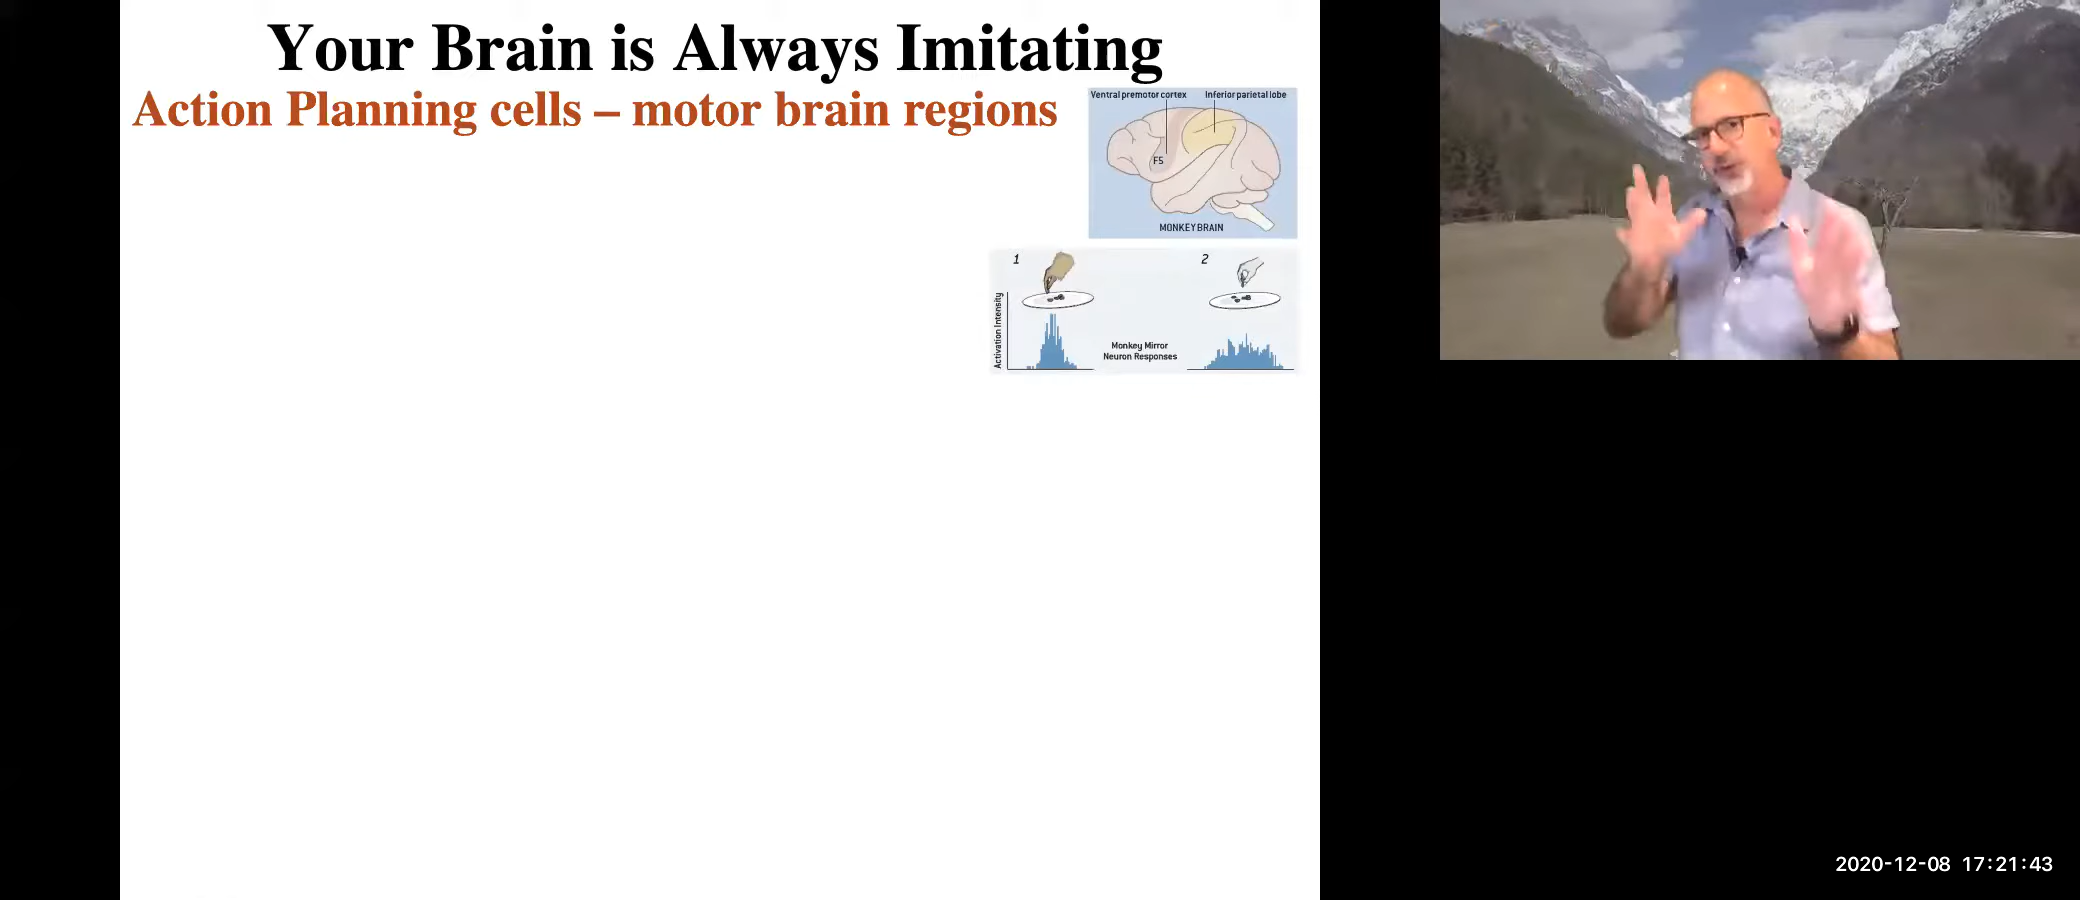 Your Brain is Always Imitating
Action Planning cells – motor brain regions
Ventral premotor cortex
Inferior parietal lobe
F5
MONKEY BRAIN
1
2
Activation Intensity
Monkey Mirror
Neuron Responses
2020-12-08 17:21:43